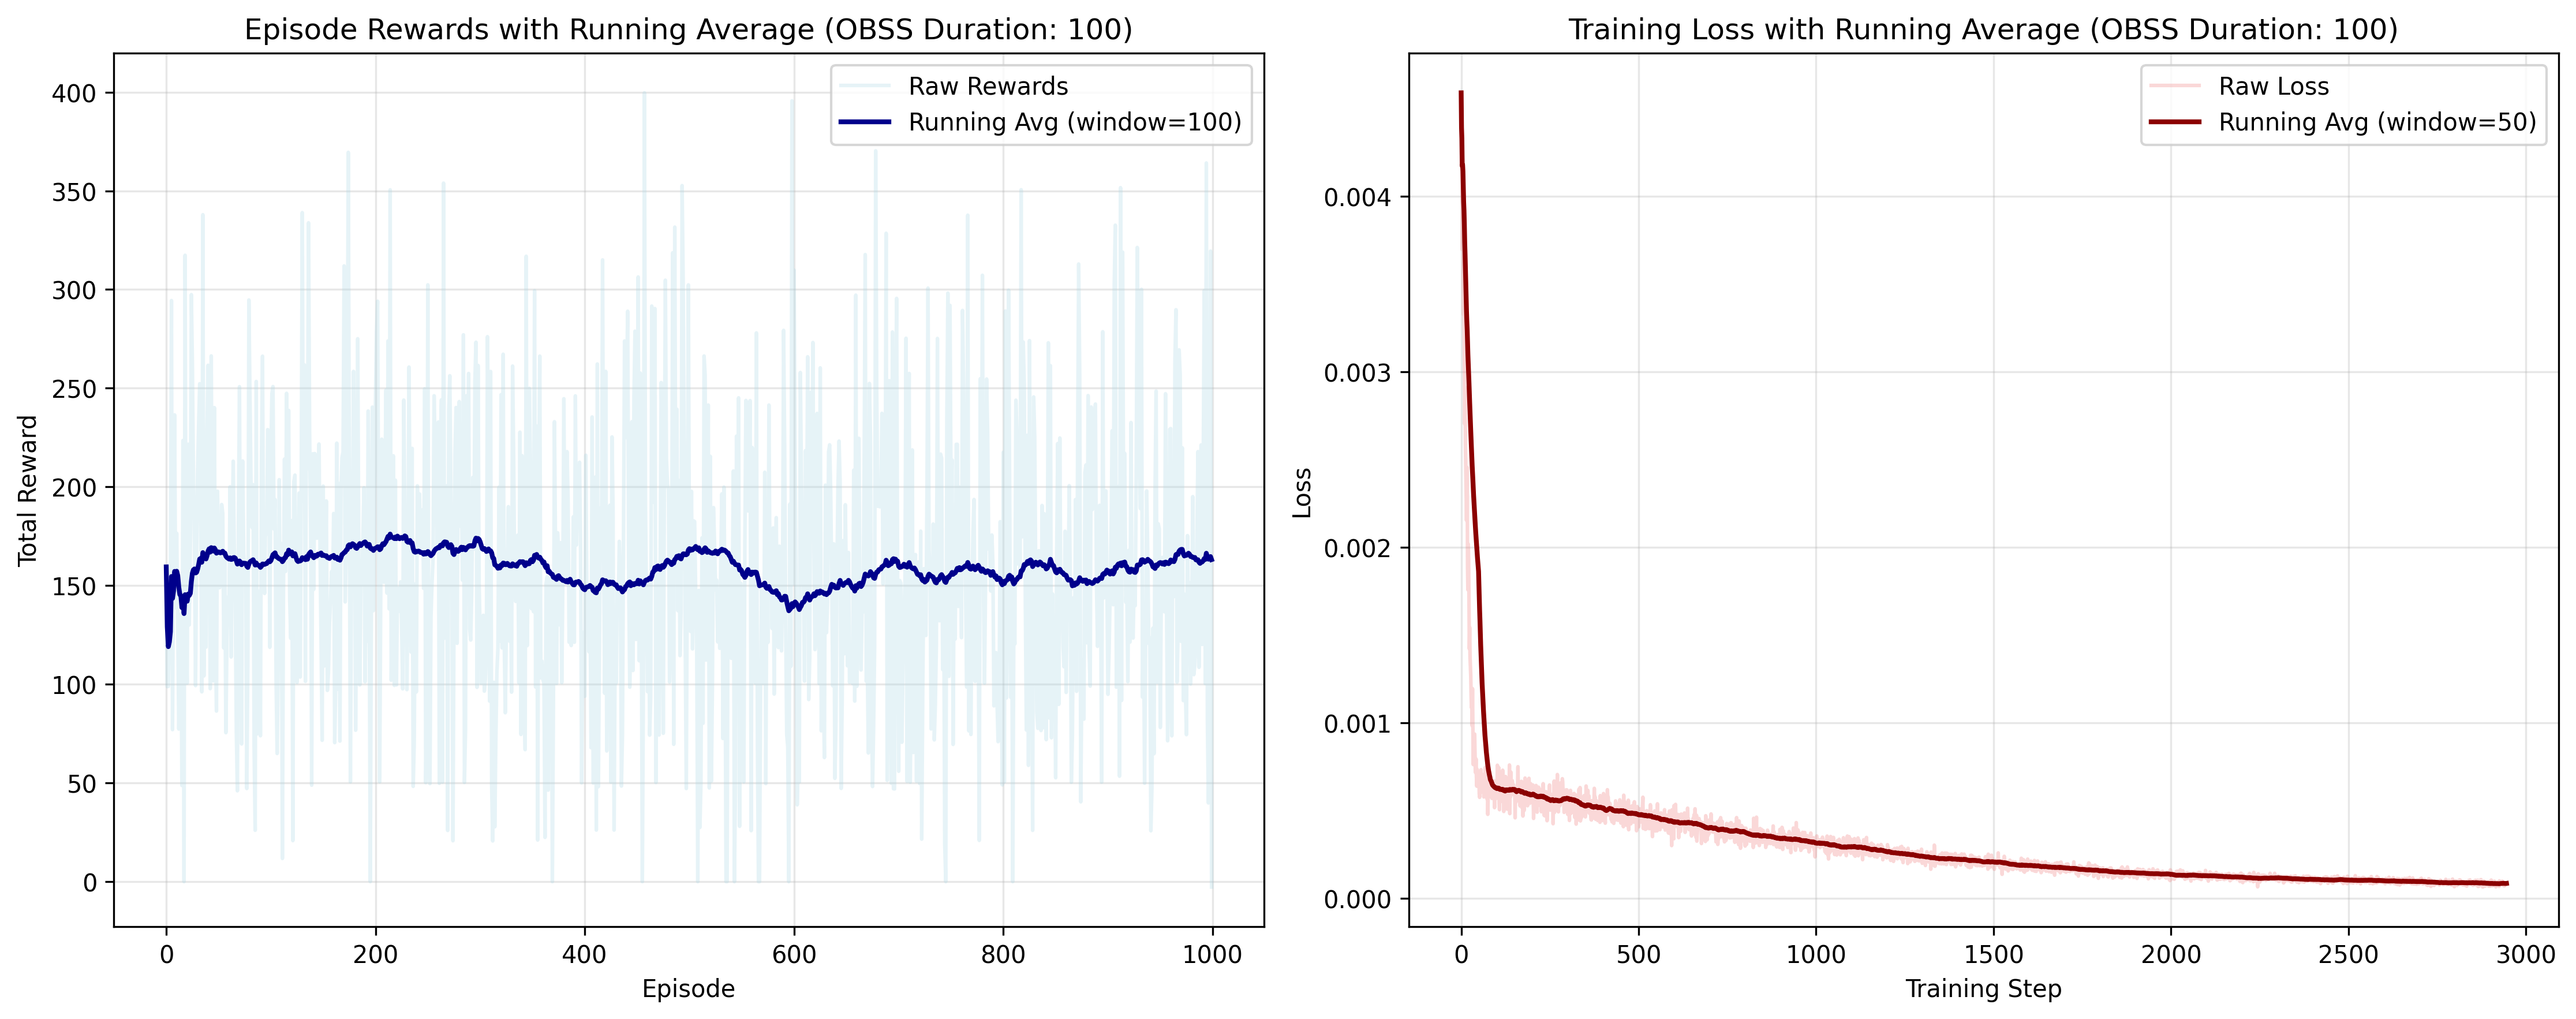 Episode Rewards with Running Average (OBSS Duration: 100)
Raw Rewards
Running Avg (window=100)
Total Reward
400
350
300
250
200
150
100
50
0
0 200 400 600 800 1000
Episode
Training Loss with Running Average (OBSS Duration: 100)
Raw Loss
Running Avg (window=50)
Loss
0.004
0.003
0.002
0.001
0.000
0 500 1000 1500 2000 2500 3000
Training Step